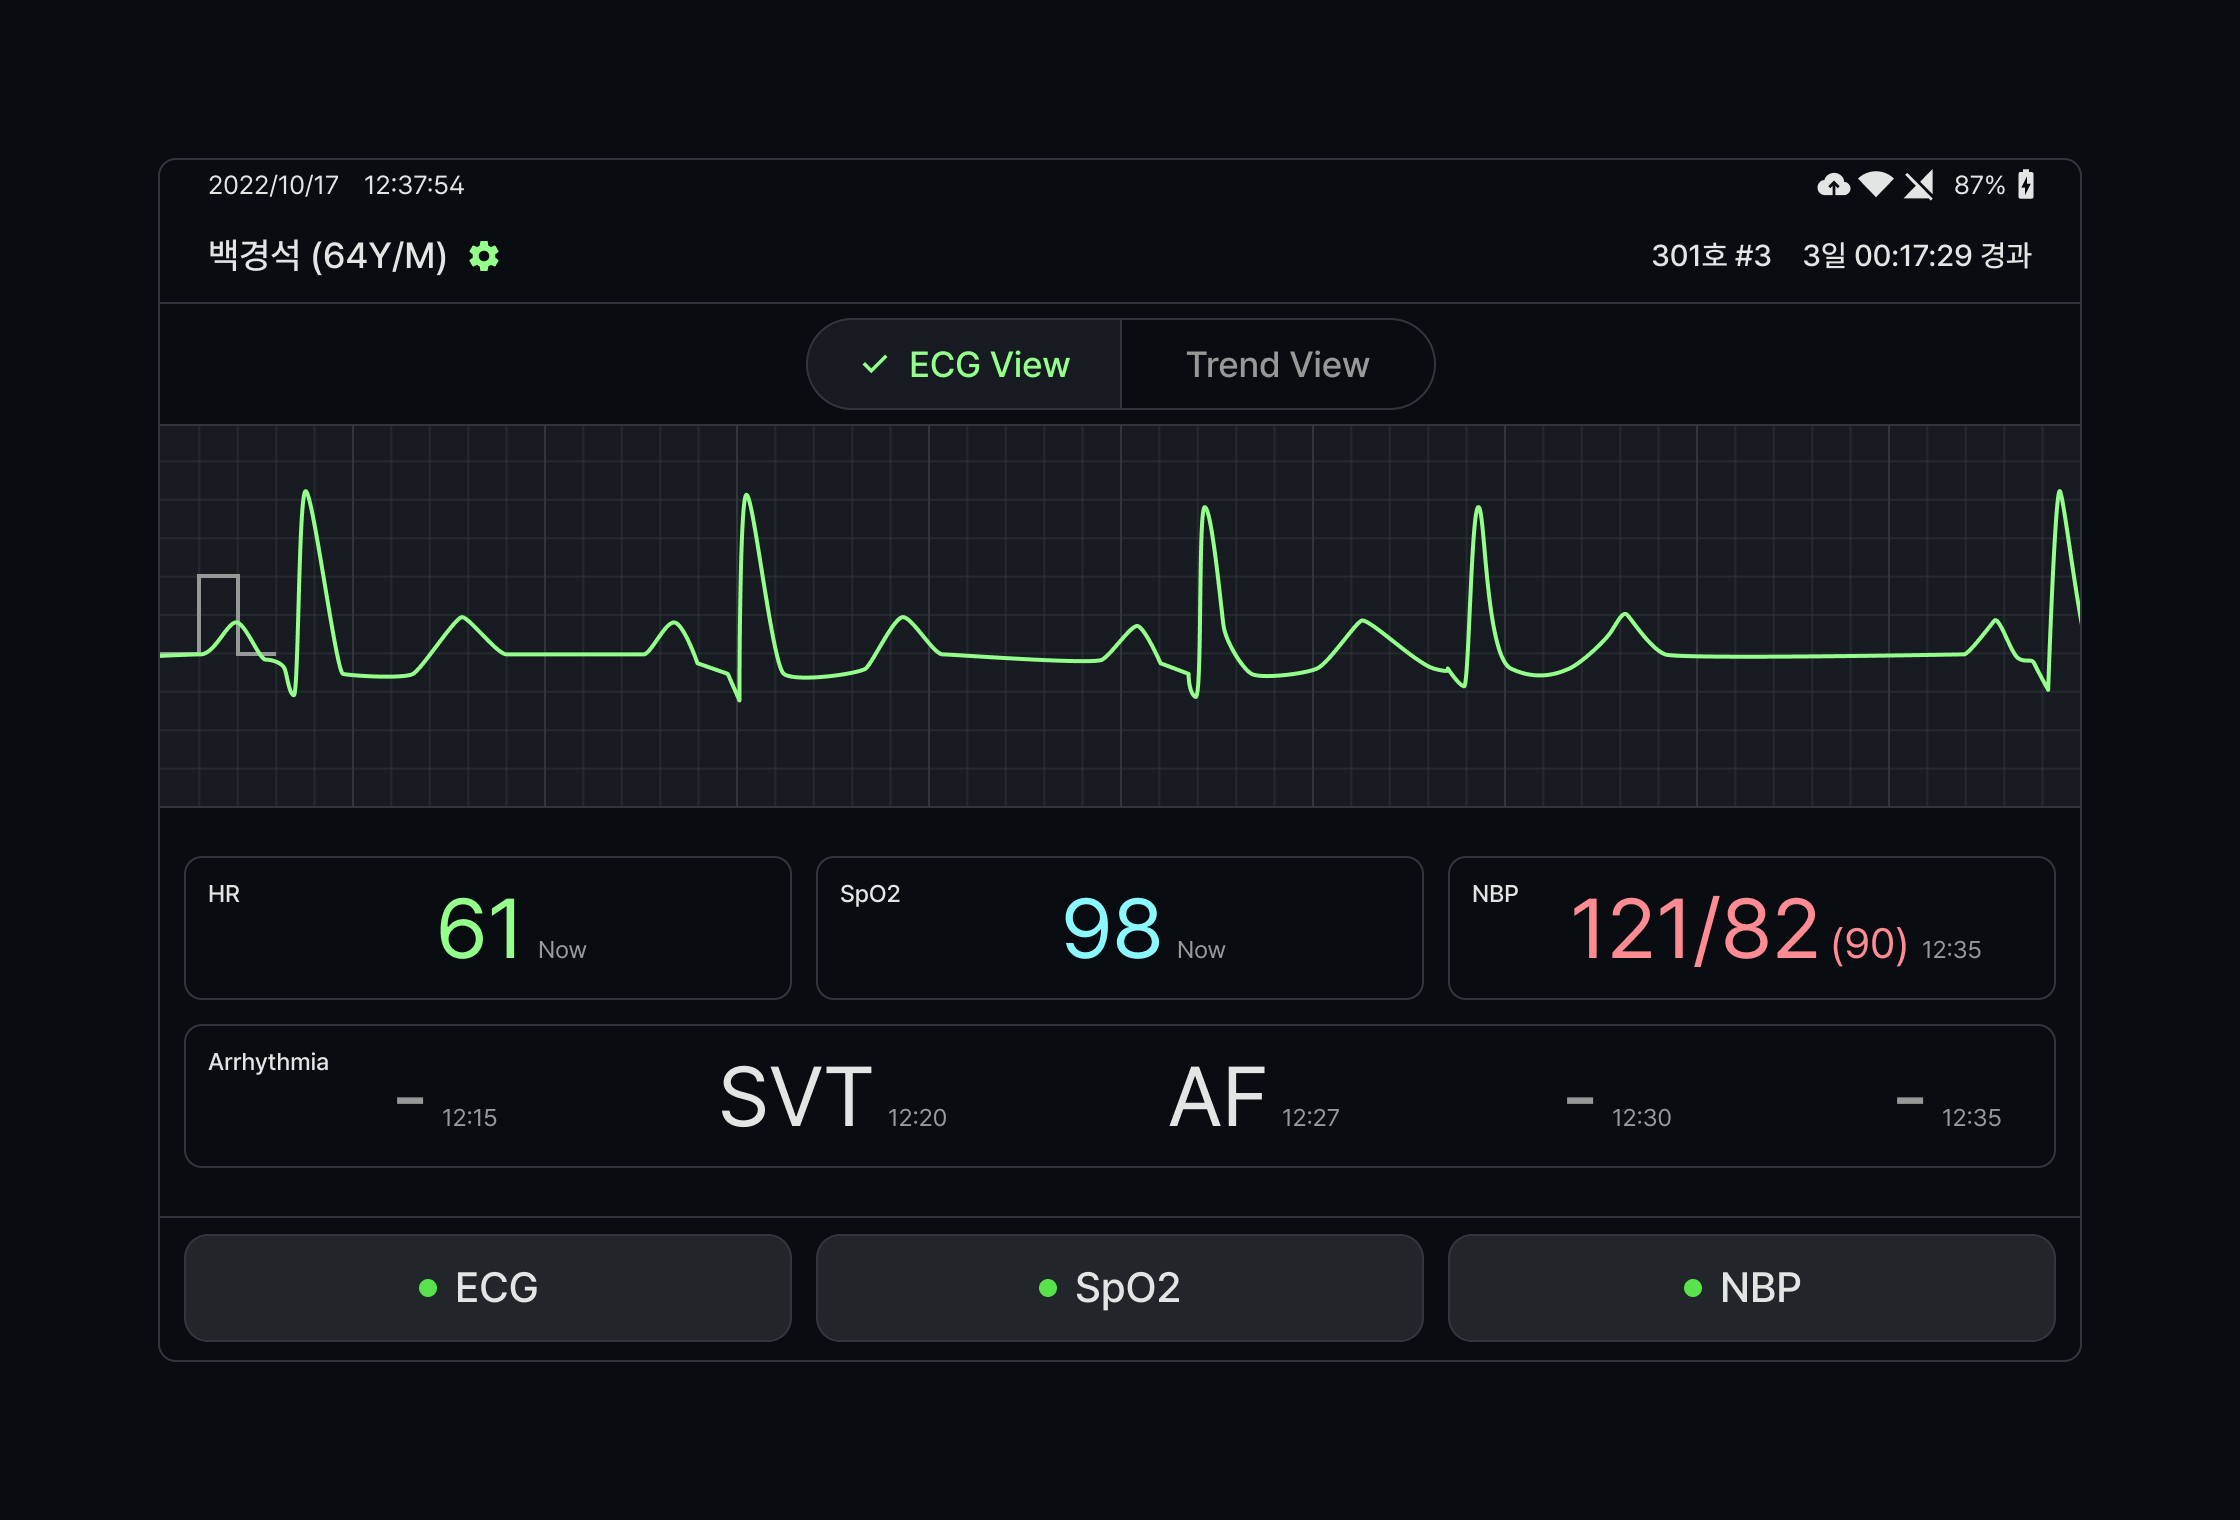 2022/10/17 12:37:54 87%
백경석 (64Y/M) 301호 #3 3일 00:17:29 경과
ECG View Trend View
HR 61 Now
SpO2 98 Now
NBP 121/82 (90) 12:35
Arrhythmia
- 12:15 SVT 12:20 AF 12:27 - 12:30 - 12:35
ECG SpO2 NBP